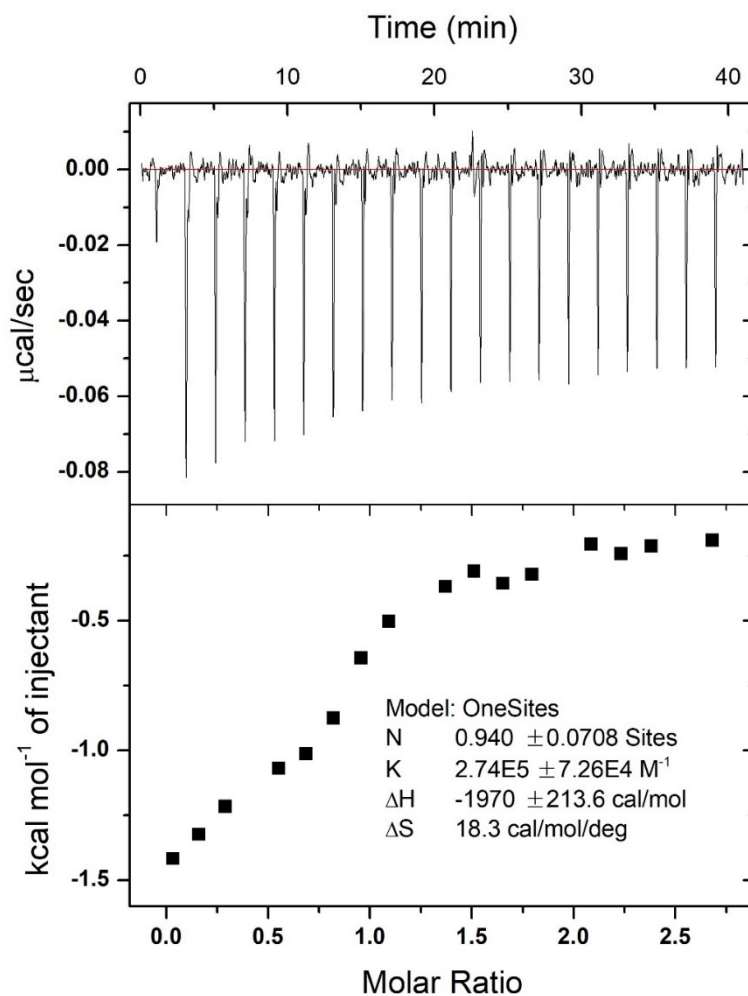 Time (min)
0 10 20 30 40
0.00
-0.02
-0.04
-0.06
-0.08
µcal/sec
-0.5
-1.0
-1.5
kcal mol⁻¹ of injectant
Model: OneSites
N 0.940 ±0.0708 Sites
K 2.74E5 ±7.26E4 M⁻¹
ΔH -1970 ±213.6 cal/mol
ΔS 18.3 cal/mol/deg
0.0 0.5 1.0 1.5 2.0 2.5
Molar Ratio